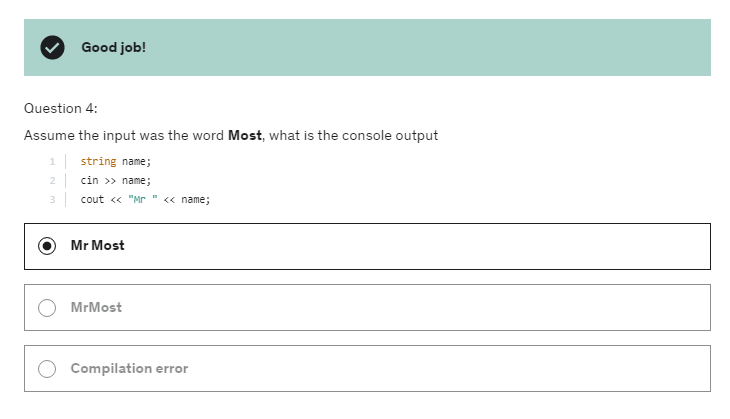 Good job!
Question 4:
Assume the input was the word Most, what is the console output
1 string name;
2 cin >> name;
3 cout << "Mr " << name;
Mr Most
MrMost
Compilation error